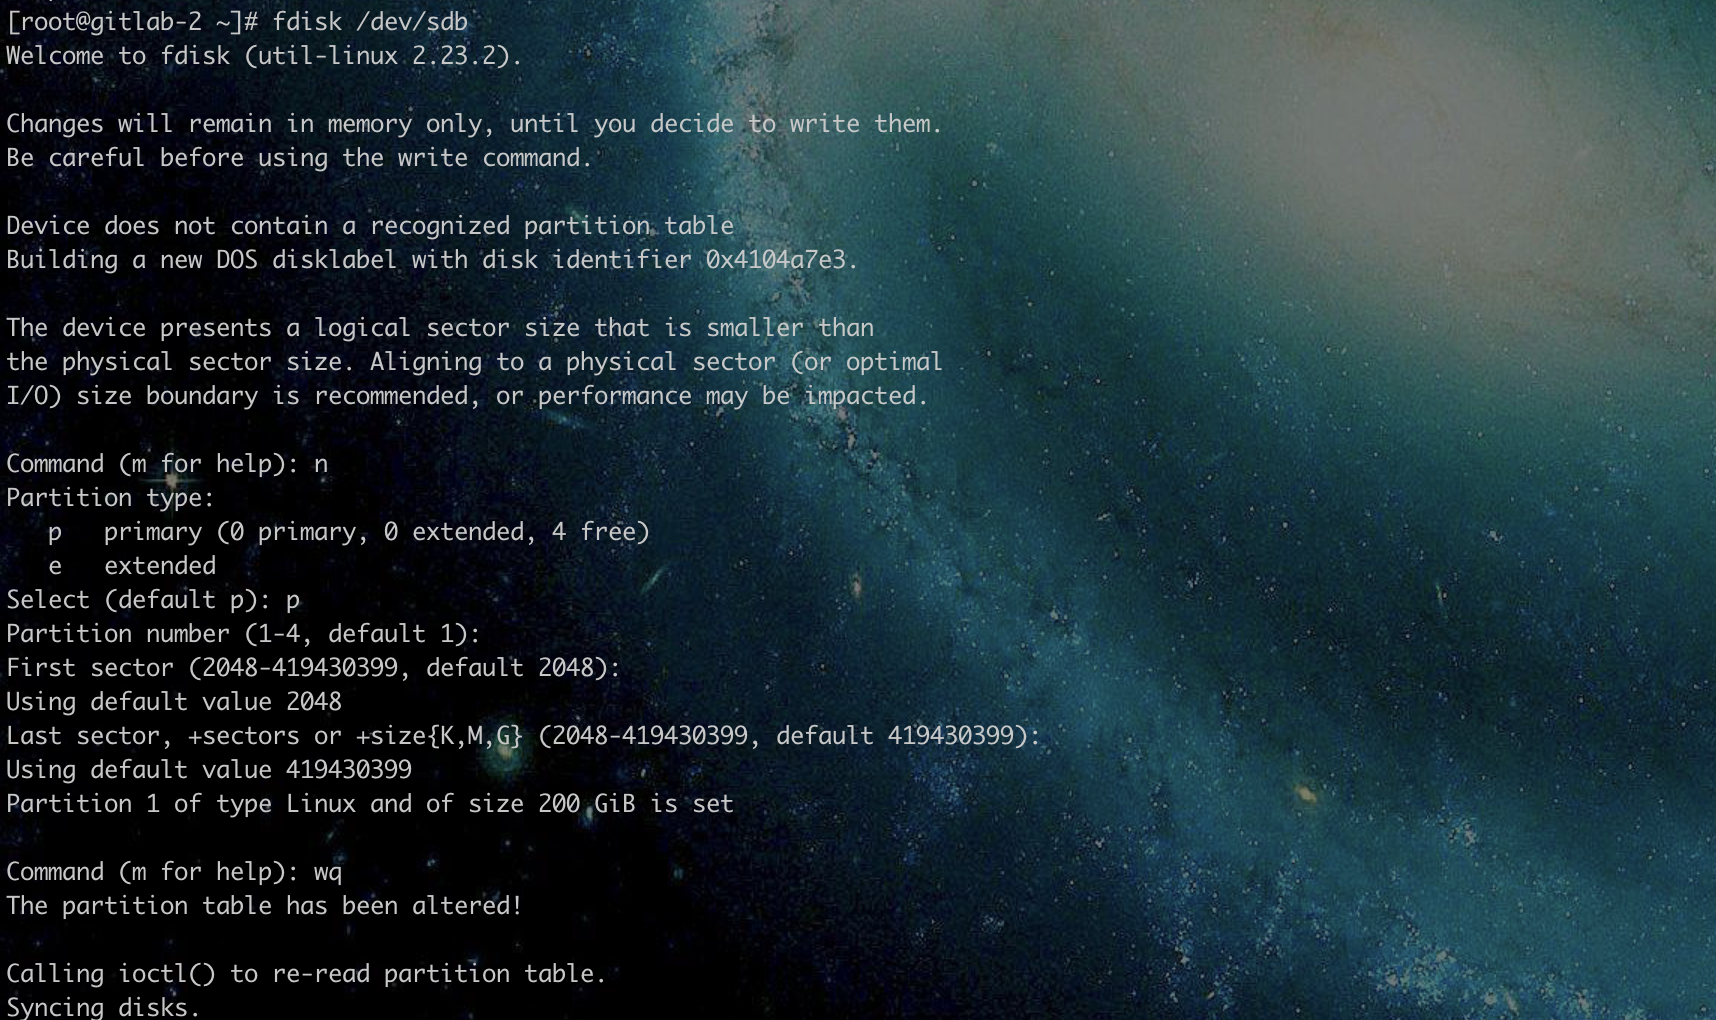 [root@gitlab-2 ~]# fdisk /dev/sdb
Welcome to fdisk (util-linux 2.23.2).

Changes will remain in memory only, until you decide to write them.
Be careful before using the write command.

Device does not contain a recognized partition table
Building a new DOS disklabel with disk identifier 0x4104a7e3.

The device presents a logical sector size that is smaller than
the physical sector size. Aligning to a physical sector (or optimal
I/O) size boundary is recommended, or performance may be impacted.

Command (m for help): n
Partition type:
   p   primary (0 primary, 0 extended, 4 free)
   e   extended
Select (default p): p
Partition number (1-4, default 1):
First sector (2048-419430399, default 2048):
Using default value 2048
Last sector, +sectors or +size{K,M,G} (2048-419430399, default 419430399):
Using default value 419430399
Partition 1 of type Linux and of size 200 GiB is set

Command (m for help): wq
The partition table has been altered!

Calling ioctl() to re-read partition table.
Syncing disks.